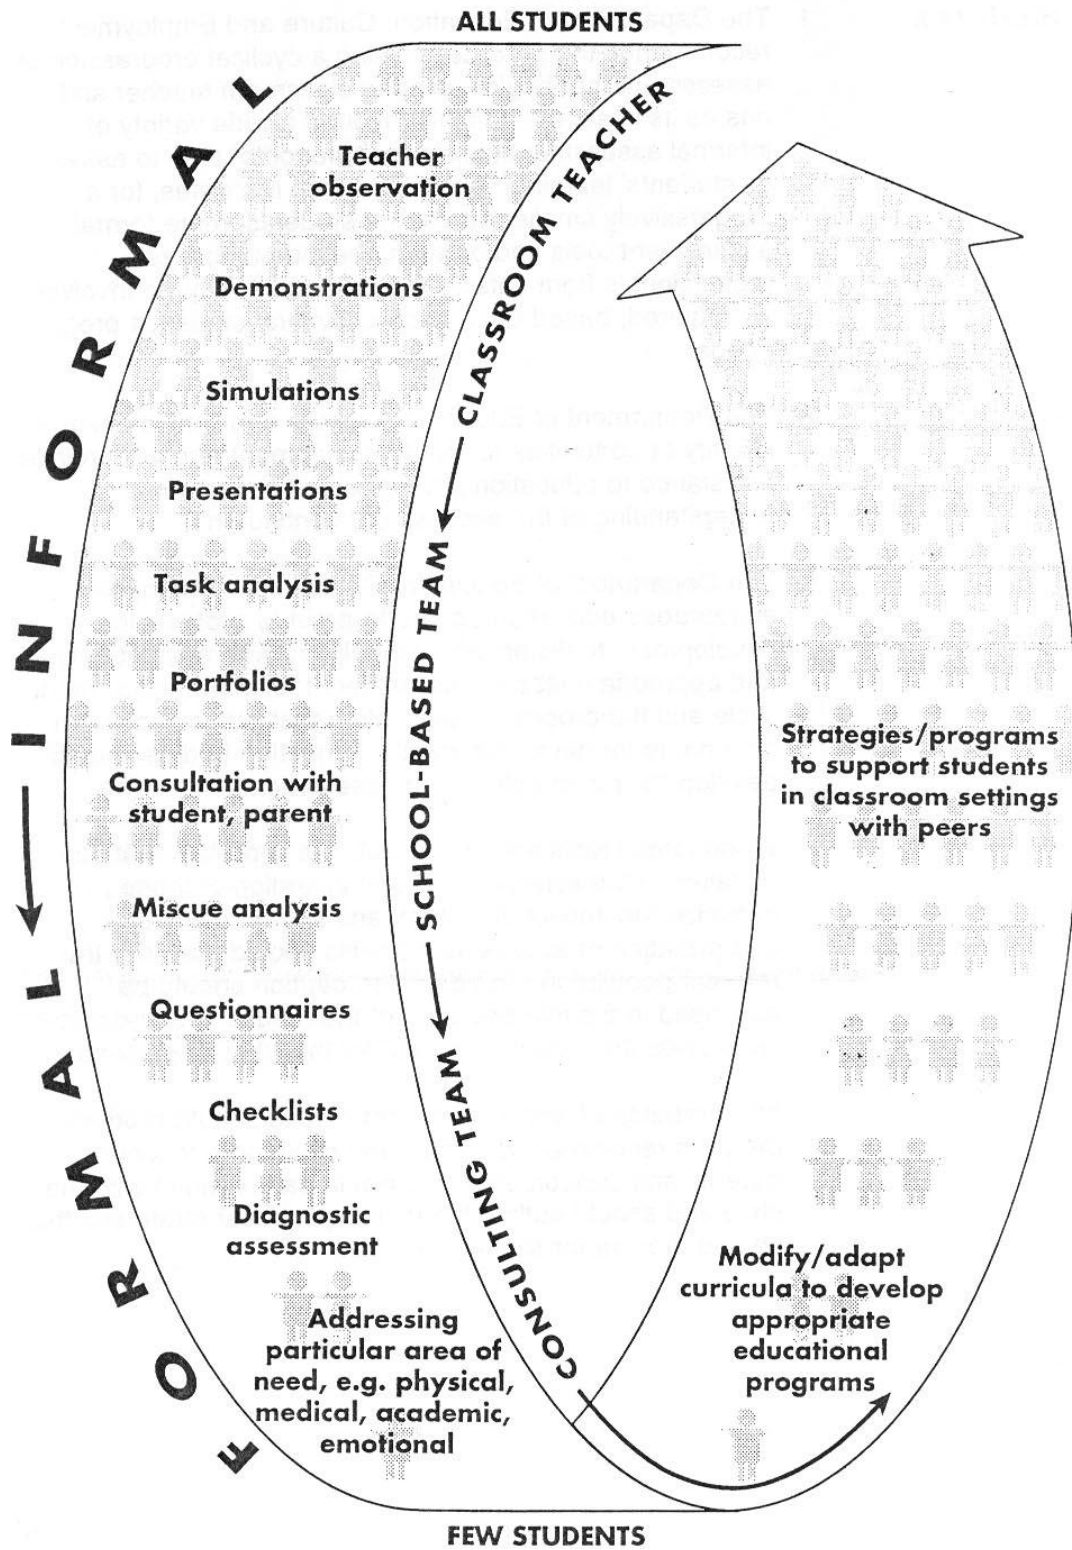 ALL STUDENTS
INFORMAL
Teacher
observation
Demonstrations
Simulations
Presentations
Task analysis
Portfolios
Consultation with
student, parent
Miscue analysis
Questionnaires
Checklists
Diagnostic
assessment
Addressing
particular area of
need, e.g. physical,
medical, academic,
emotional
FORMAL
CLASSROOM TEACHER
SCHOOL-BASED TEAM
CONSULTING TEAM
Strategies/programs
to support students
in classroom settings
with peers
Modify/adapt
curricula to develop
appropriate
educational
programs
FEW STUDENTS